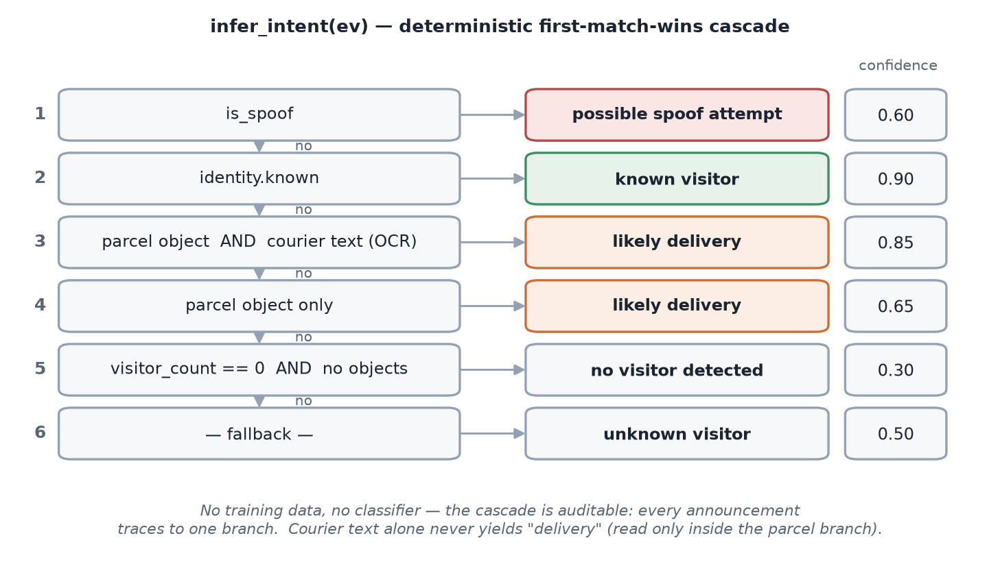 infer_intent(ev) — deterministic first-match-wins cascade
confidence
1 is_spoof possible spoof attempt 0.60
no
2 identity.known known visitor 0.90
no
3 parcel object AND courier text (OCR) likely delivery 0.85
no
4 parcel object only likely delivery 0.65
no
5 visitor_count == 0 AND no objects no visitor detected 0.30
no
6 — fallback — unknown visitor 0.50
No training data, no classifier — the cascade is auditable: every announcement
traces to one branch. Courier text alone never yields "delivery" (read only inside the parcel branch).